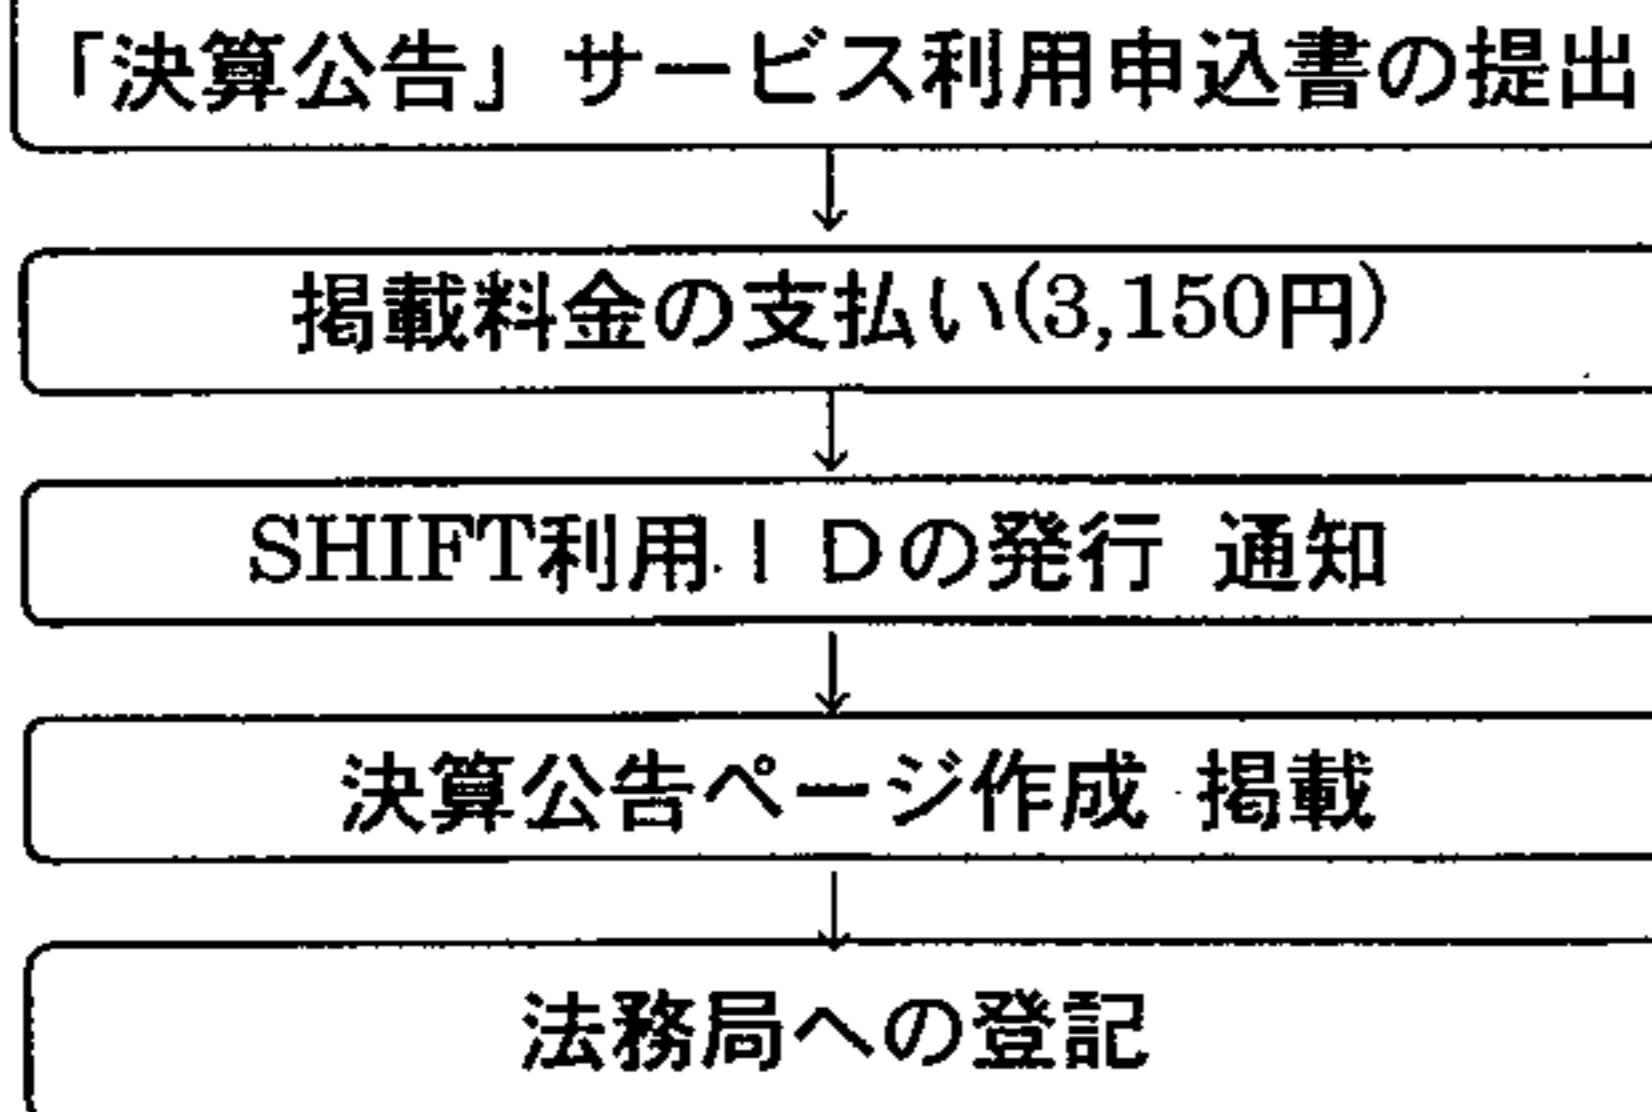 「決算公告」サービス利用申込書の提出
掲載料金の支払い(3,150円)
SHIFT利用IDの発行 通知
決算公告ページ作成 掲載
法務局への登記